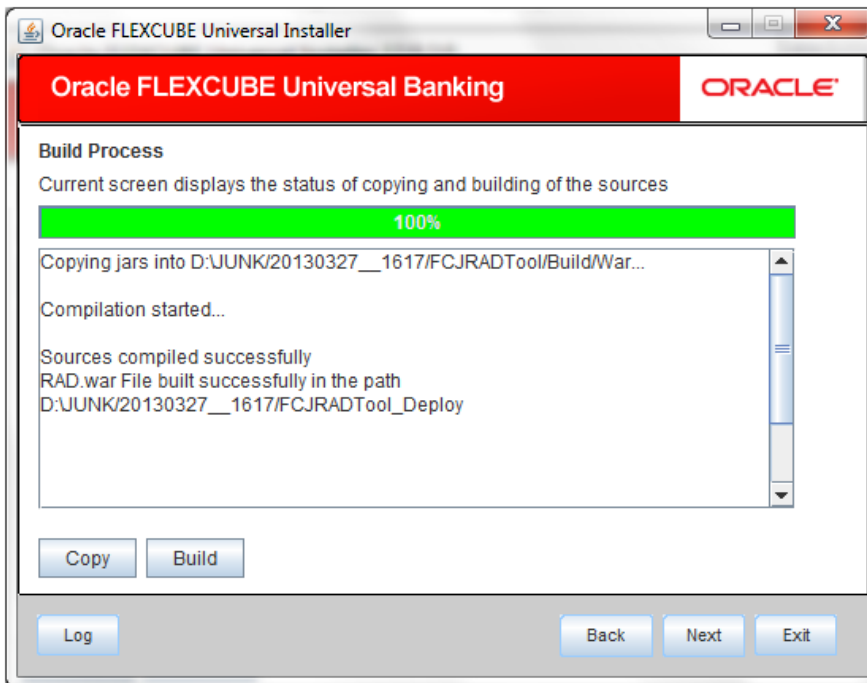 Oracle FLEXCUBE Universal Installer
Oracle FLEXCUBE Universal Banking
ORACLE
Build Process
Current screen displays the status of copying and building of the sources
100%
Copying jars into D:\JUNK/20130327__1617/FCJRADTool/Build/War...
Compilation started...
Sources compiled successfully
RAD.war File built successfully in the path
D:\JUNK/20130327__1617/FCJRADTool_Deploy
Copy Build
Log Back Next Exit